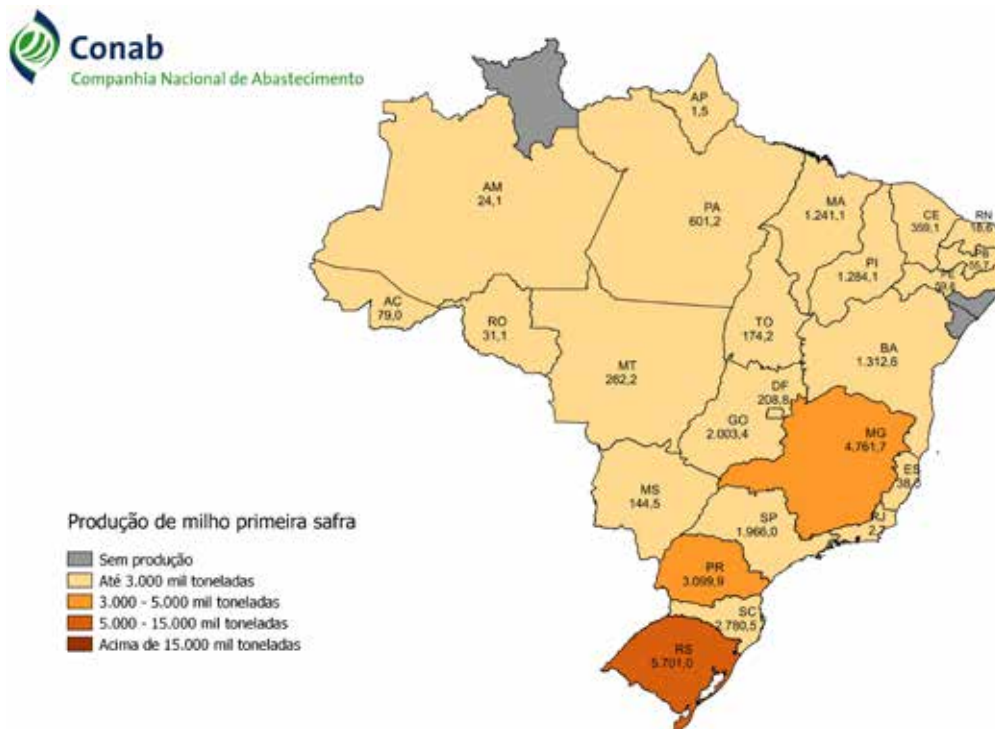 Conab
Companhia Nacional de Abastecimento
AP
1,5
AM
24,1
PA
601,2
MA
1.241,1
CE
359,1
RN
18,6
PB
55,7
PI
1.284,1
PE
AC
79,0
RO
31,1
TO
174,2
BA
1.312,6
MT
262,2
DF
208,8
GO
2.003,4
MG
4.761,7
ES
MS
144,5
SP
1.966,0
RJ
PR
3.099,9
SC
2.780,5
RS
5.701,0
Produção de milho primeira safra
Sem produção
Até 3.000 mil toneladas
3.000 - 5.000 mil toneladas
5.000 - 15.000 mil toneladas
Acima de 15.000 mil toneladas